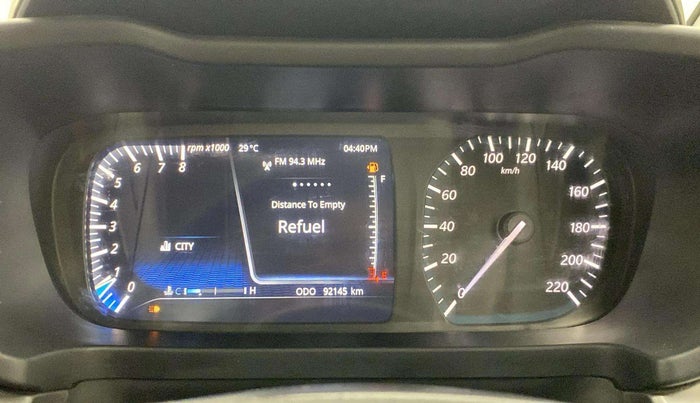 rpm x1000 29°C 04:40PM
FM 94.3 MHz
Distance To Empty
Refuel
F
E
CITY
C H
ODO 92145 km
0 1 2 3 4 5 6 7 8
km/h
0 20 40 60 80 100 120 140 160 180 200 220